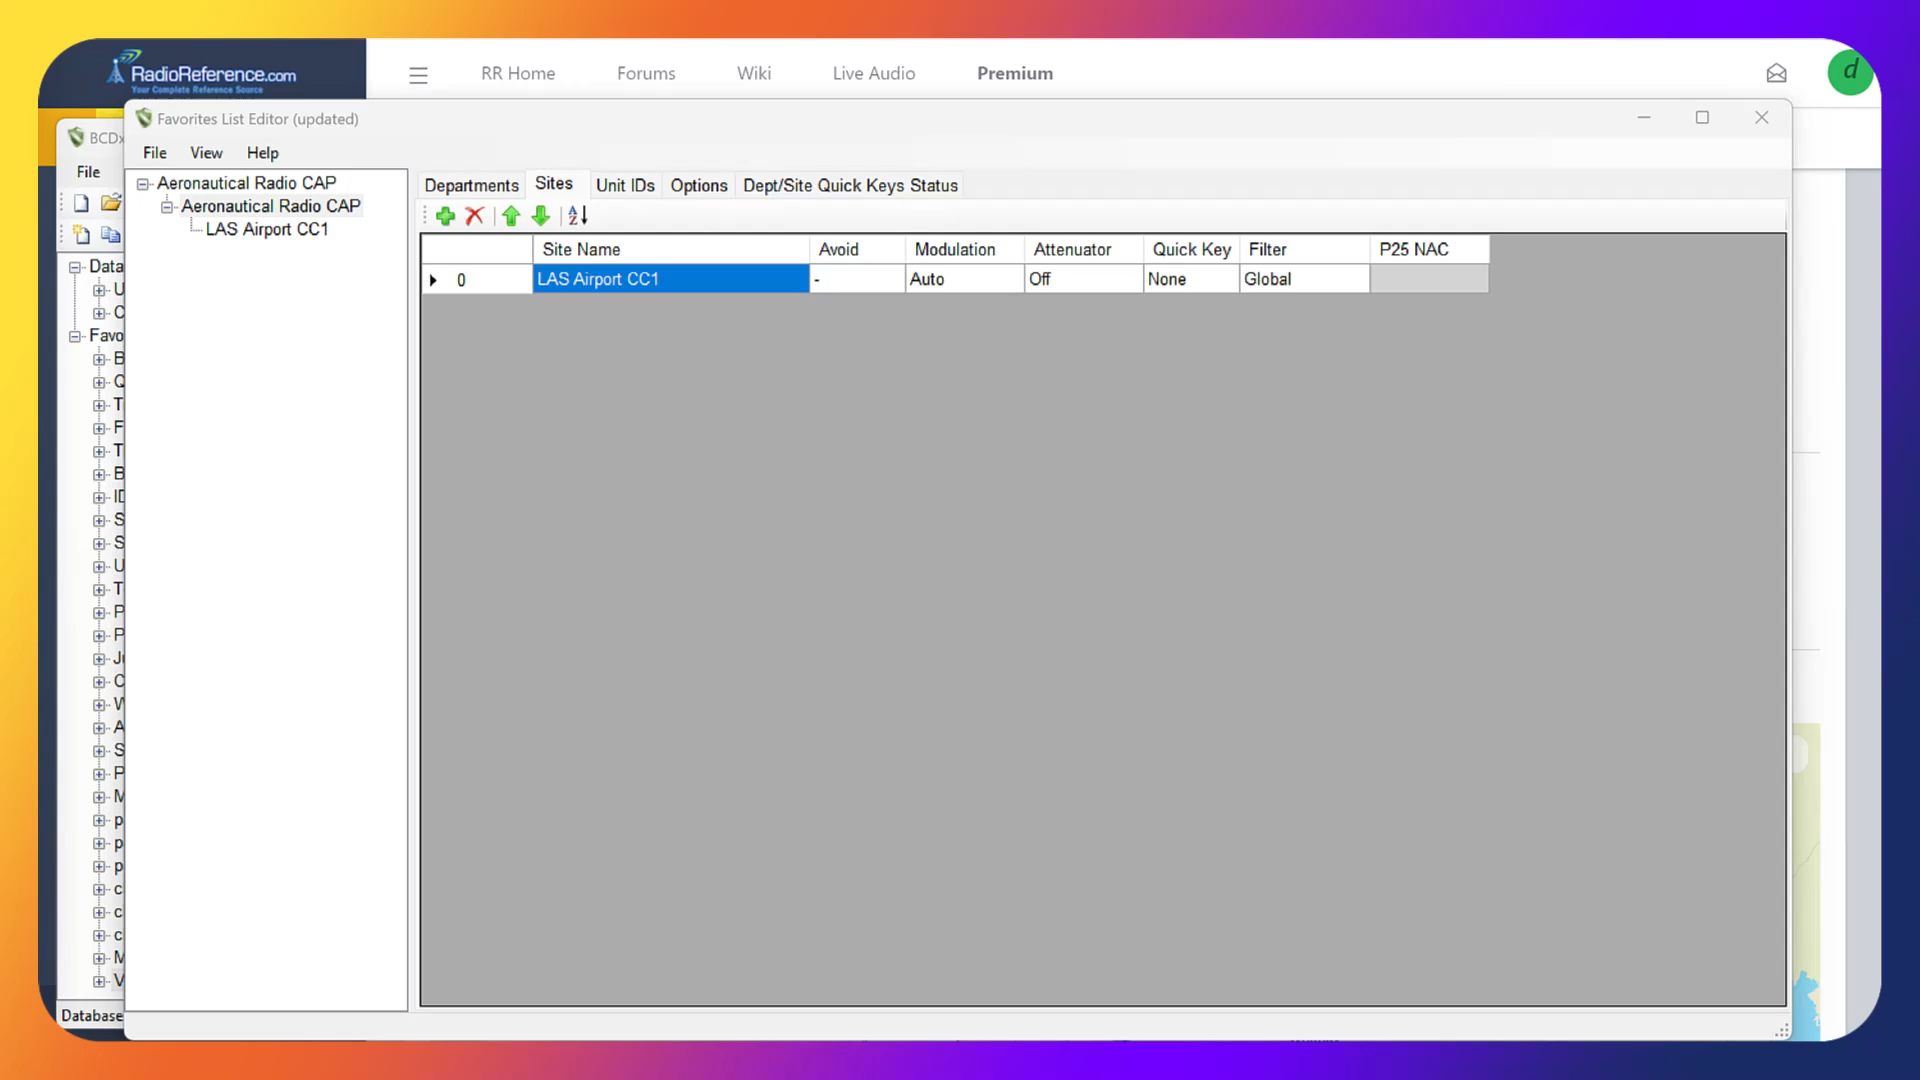 RadioReference.com
Your Complete Reference Source
RR Home
Forums
Wiki
Live Audio
Premium
d
Favorites List Editor (updated)
BCDx
File
View
Help
File
Aeronautical Radio CAP
Aeronautical Radio CAP
LAS Airport CC1
Departments
Sites
Unit IDs
Options
Dept/Site Quick Keys Status
Site Name
Avoid
Modulation
Attenuator
Quick Key
Filter
P25 NAC
0
LAS Airport CC1
-
Auto
Off
None
Global
Data
U
C
Favo
B
Q
T
F
T
B
ID
S
S
U
T
P
P
Ju
C
W
A
S
P
M
p
p
p
c
c
c
M
V
Database